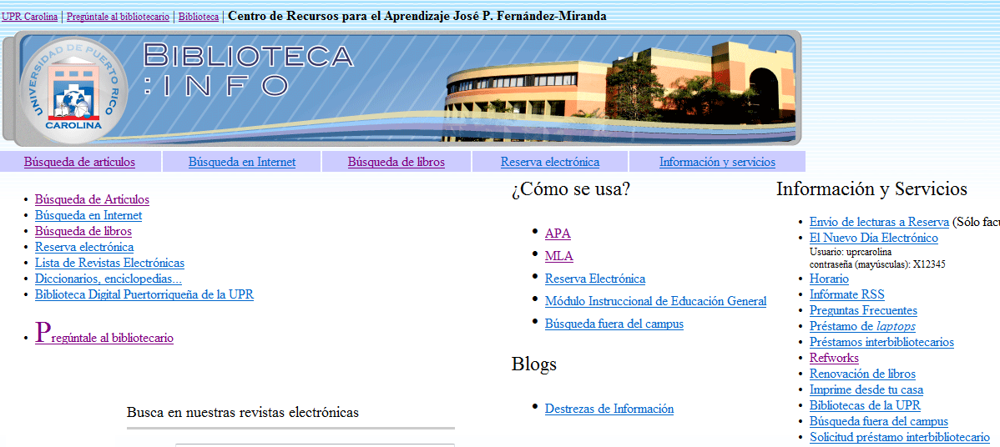 UPR Carolina | Pregúntale al bibliotecario | Biblioteca | Centro de Recursos para el Aprendizaje José P. Fernández-Miranda
UNIVERSIDAD DE PUERTO RICO
CAROLINA
BIBLIOTECA
:INFO
Búsqueda de artículos
Búsqueda en Internet
Búsqueda de libros
Reserva electrónica
Información y servicios
Búsqueda de Artículos
Búsqueda en Internet
Búsqueda de libros
Reserva electrónica
Lista de Revistas Electrónicas
Diccionarios, enciclopedias...
Biblioteca Digital Puertorriqueña de la UPR
Pregúntale al bibliotecario
Busca en nuestras revistas electrónicas
¿Cómo se usa?
APA
MLA
Reserva Electrónica
Módulo Instruccional de Educación General
Búsqueda fuera del campus
Blogs
Destrezas de Información
Información y Servicios
Envío de lecturas a Reserva (Sólo facu
El Nuevo Día Electrónico
Usuario: uprcarolina
contraseña (mayúsculas): X12345
Horario
Infórmate RSS
Preguntas Frecuentes
Préstamo de laptops
Préstamos interbibliotecarios
Refworks
Renovación de libros
Imprime desde tu casa
Bibliotecas de la UPR
Búsqueda fuera del campus
Solicitud préstamo interbibliotecario